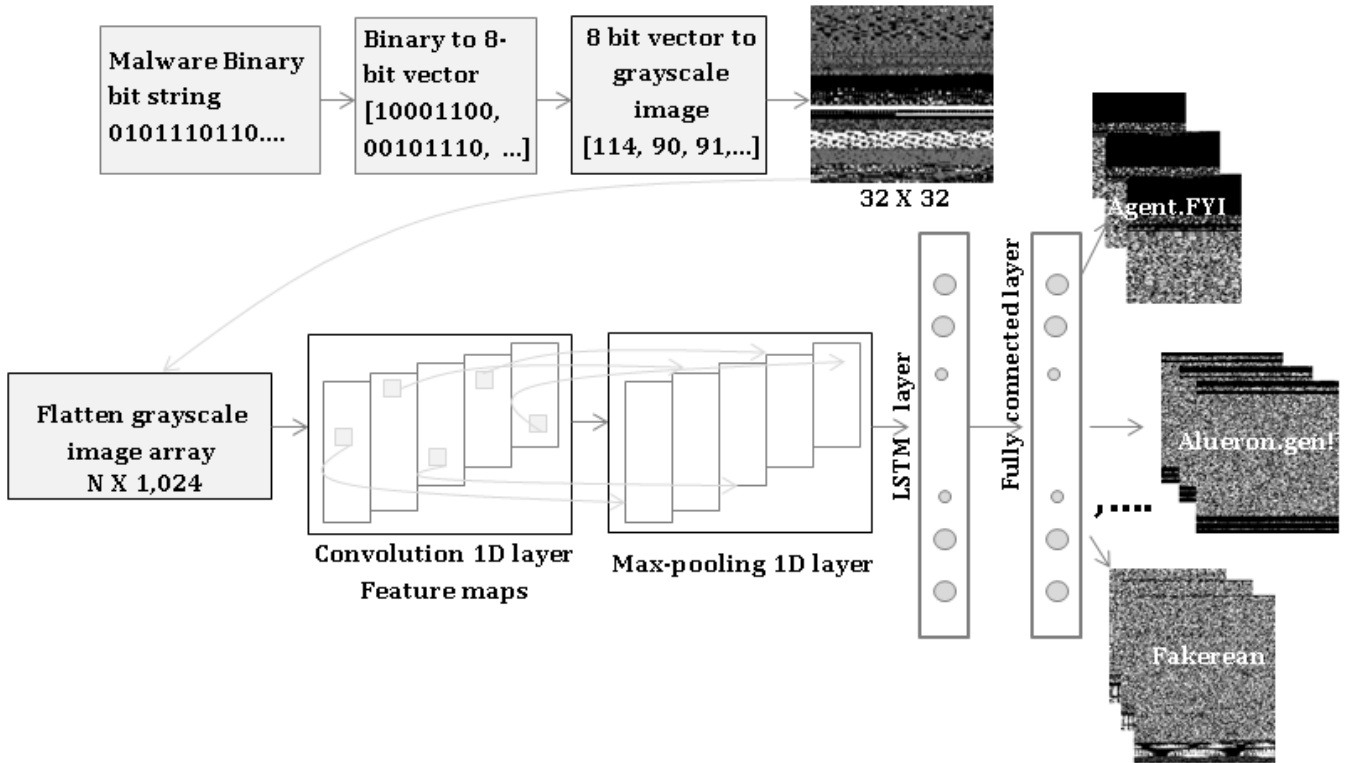 Malware Binary
bit string
0101110110....
Binary to 8-
bit vector
[10001100,
00101110, ...]
8 bit vector to
grayscale
image
[114, 90, 91,...]
32 X 32
Flatten grayscale
image array
N X 1,024
Convolution 1D layer
Feature maps
Max-pooling 1D layer
LSTM layer
Fully connected layer
Agent.FYI
Alueron.gen!
,....
Fakerean